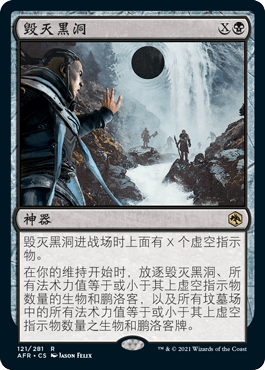 毁灭黑洞 X
神器
毁灭黑洞进战场时上面有 X 个虚空指示
物。
在你的维持开始时，放逐毁灭黑洞、所
有法术力值等于或小于其上虚空指示物
数量的生物和鹏洛客，以及所有坟墓场
中的所有法术力值等于或小于其上虚空
指示物数量之生物和鹏洛客牌。
121/281 R
AFR • CS JASON FELIX
™ & © 2021 Wizards of the Coast